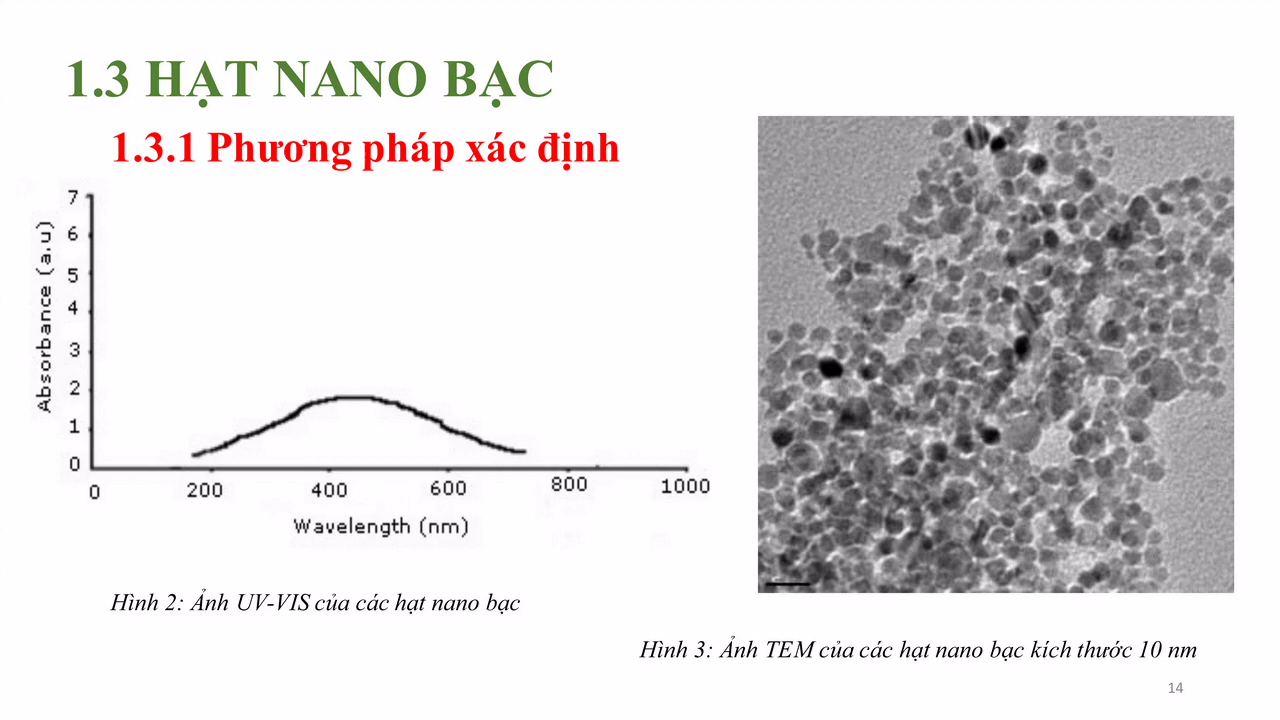 1.3 HẠT NANO BẠC
1.3.1 Phương pháp xác định
7
6
5
4
3
2
1
0
Absorbance (a.u)
0 200 400 600 800 1000
Wavelength (nm)
Hình 2: Ảnh UV-VIS của các hạt nano bạc
Hình 3: Ảnh TEM của các hạt nano bạc kích thước 10 nm
14